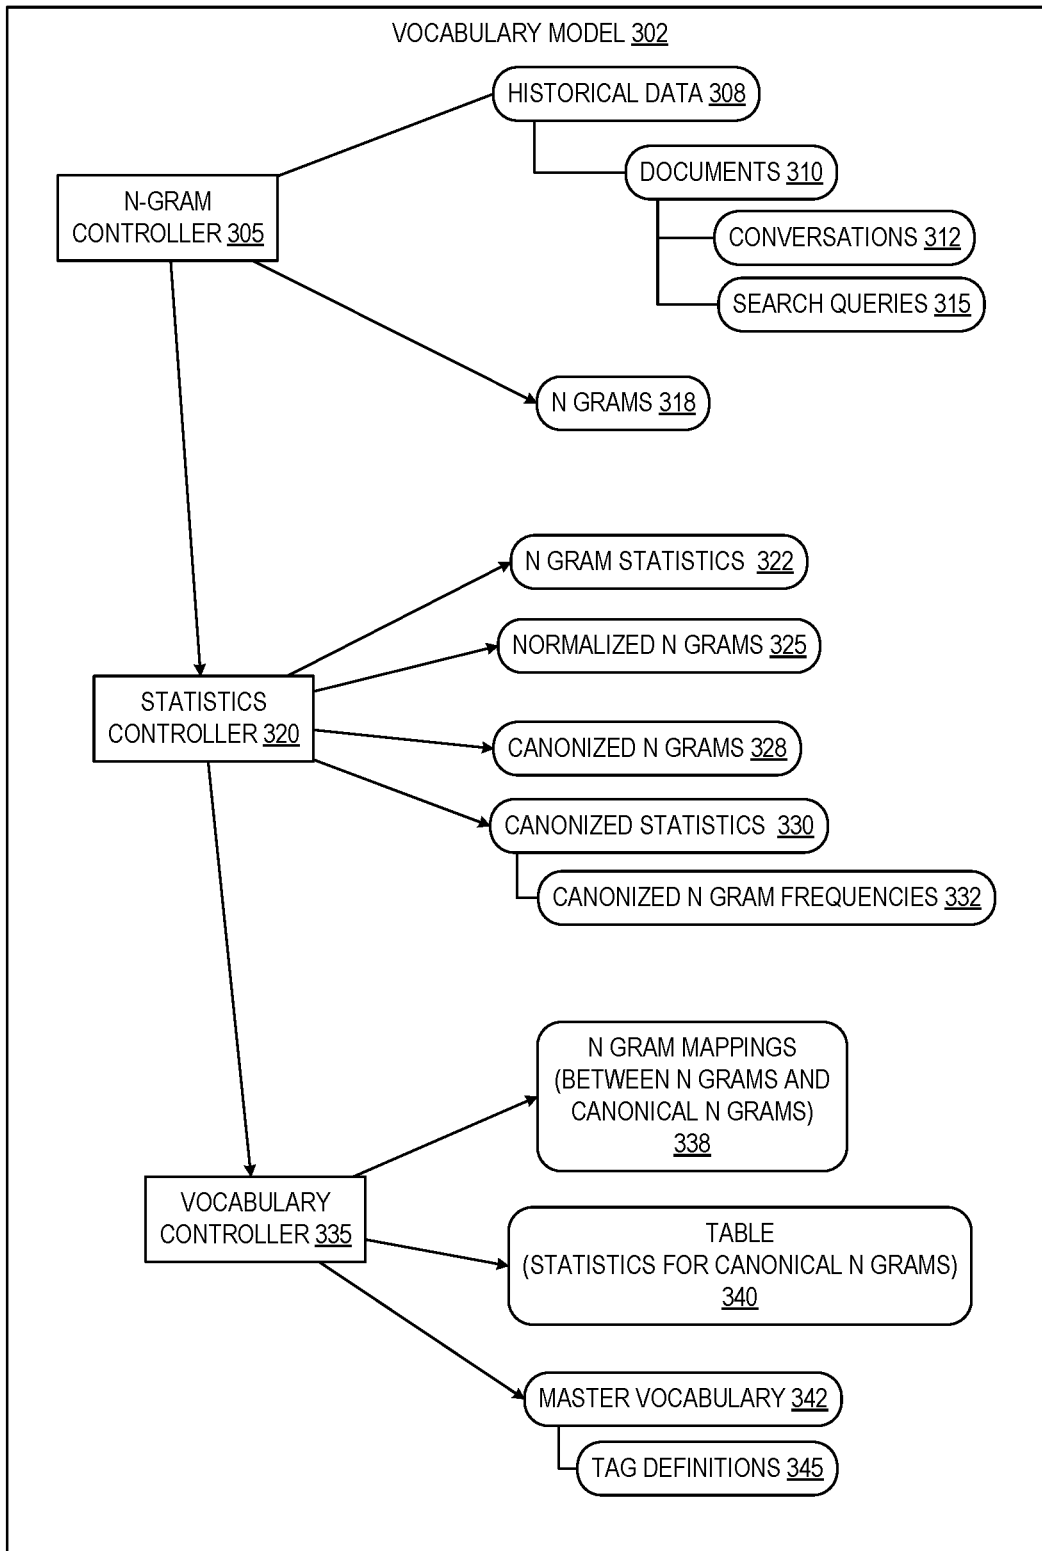 VOCABULARY MODEL 302
HISTORICAL DATA 308
DOCUMENTS 310
N-GRAM
CONTROLLER 305
CONVERSATIONS 312
SEARCH QUERIES 315
N GRAMS 318
N GRAM STATISTICS 322
NORMALIZED N GRAMS 325
STATISTICS
CONTROLLER 320
CANONIZED N GRAMS 328
CANONIZED STATISTICS 330
CANONIZED N GRAM FREQUENCIES 332
N GRAM MAPPINGS
(BETWEEN N GRAMS AND
CANONICAL N GRAMS)
338
VOCABULARY
CONTROLLER 335
TABLE
(STATISTICS FOR CANONICAL N GRAMS)
340
MASTER VOCABULARY 342
TAG DEFINITIONS 345